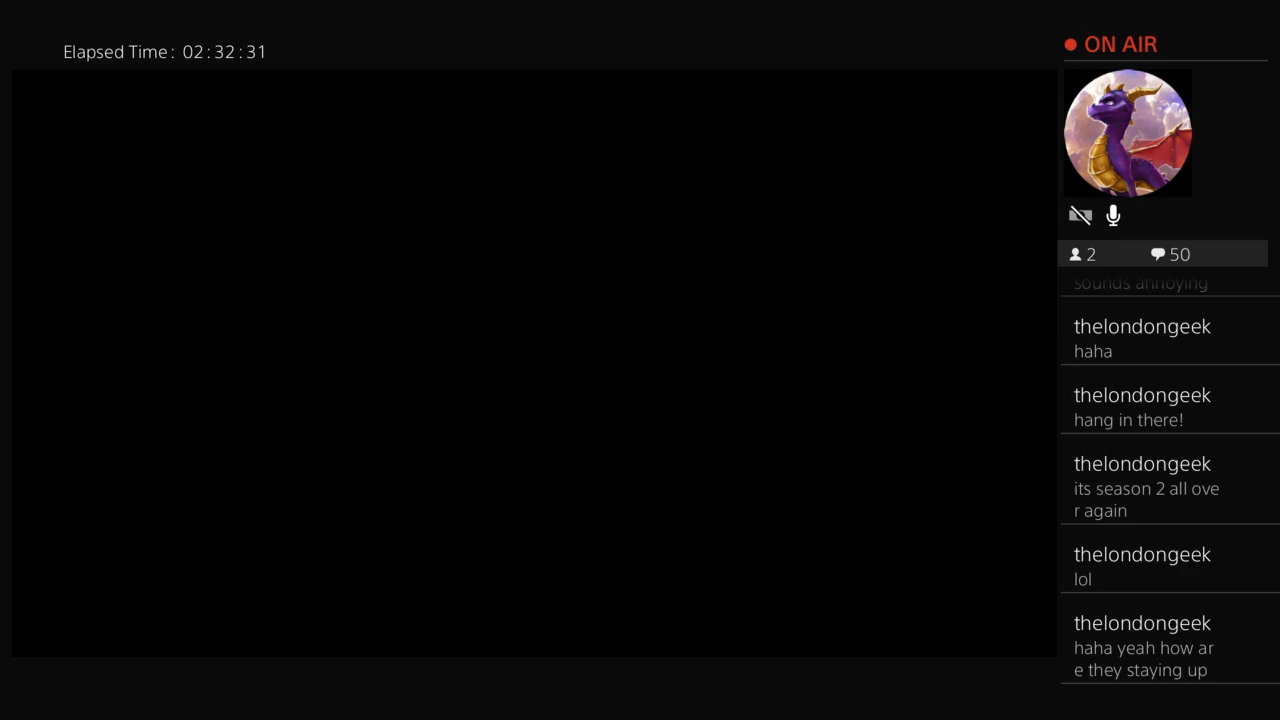 Elapsed Time: 02:32:31
ON AIR
2 50
sounds annoying
thelondongeek
haha
thelondongeek
hang in there!
thelondongeek
its season 2 all ove
r again
thelondongeek
lol
thelondongeek
haha yeah how ar
e they staying up